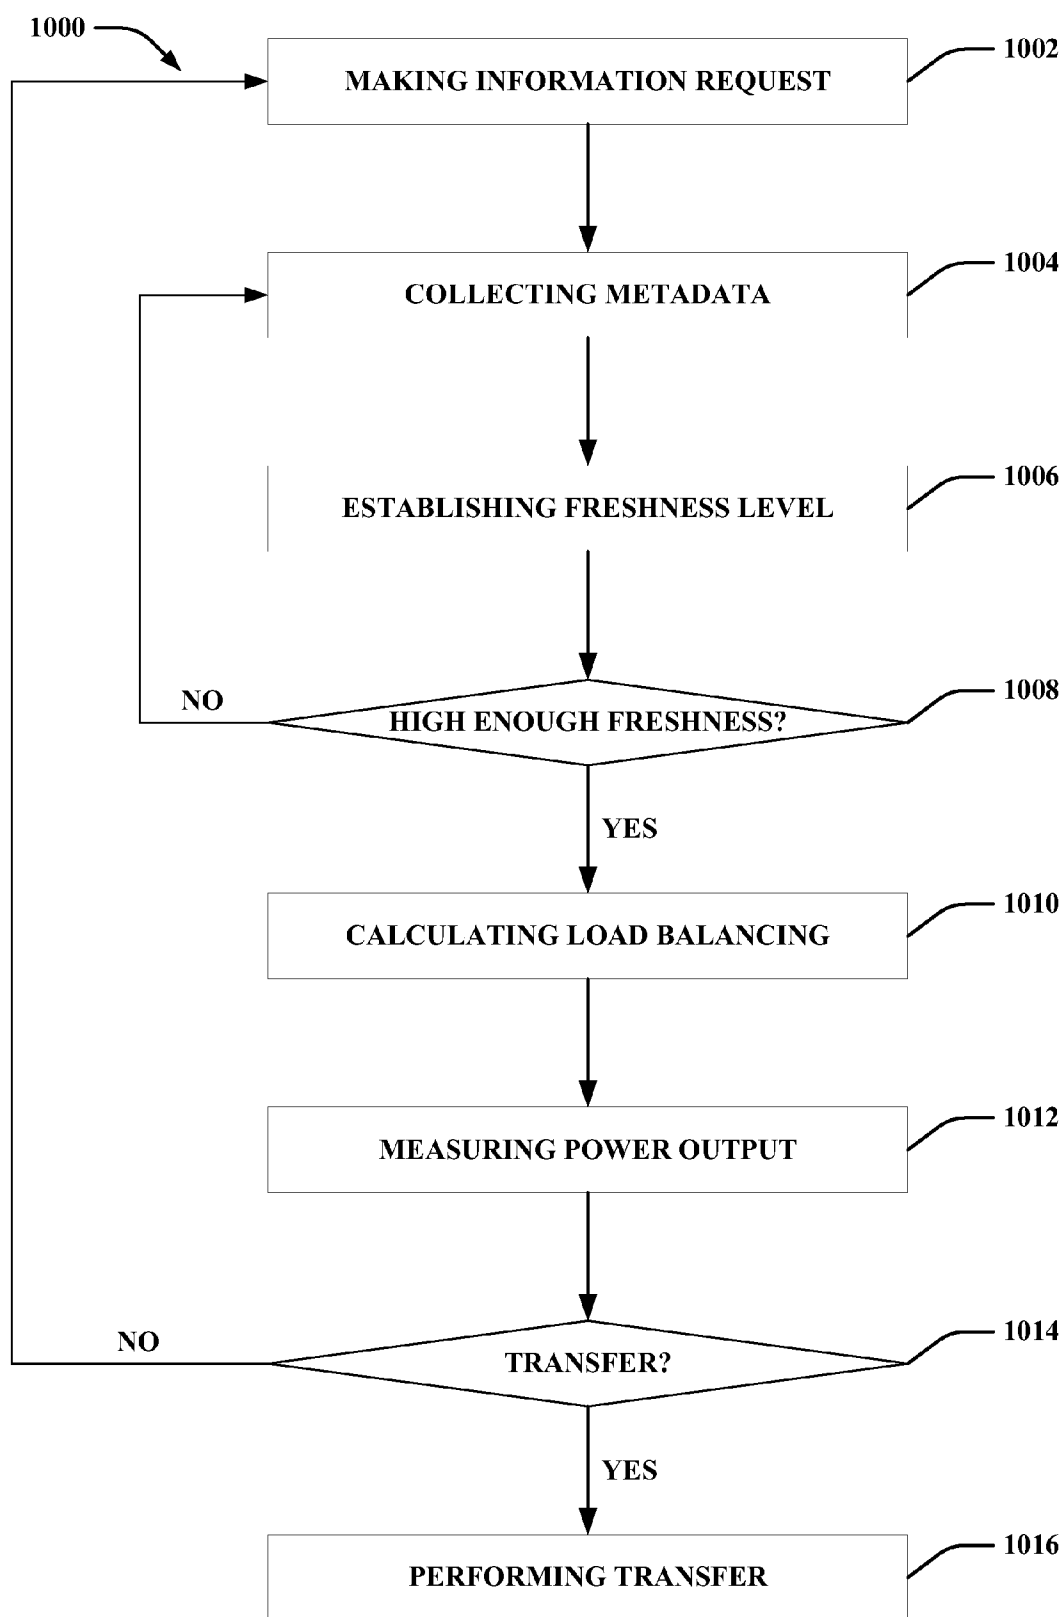 1000
1002
MAKING INFORMATION REQUEST
1004
COLLECTING METADATA
1006
ESTABLISHING FRESHNESS LEVEL
1008
NO
HIGH ENOUGH FRESHNESS?
YES
1010
CALCULATING LOAD BALANCING
1012
MEASURING POWER OUTPUT
1014
NO
TRANSFER?
YES
1016
PERFORMING TRANSFER